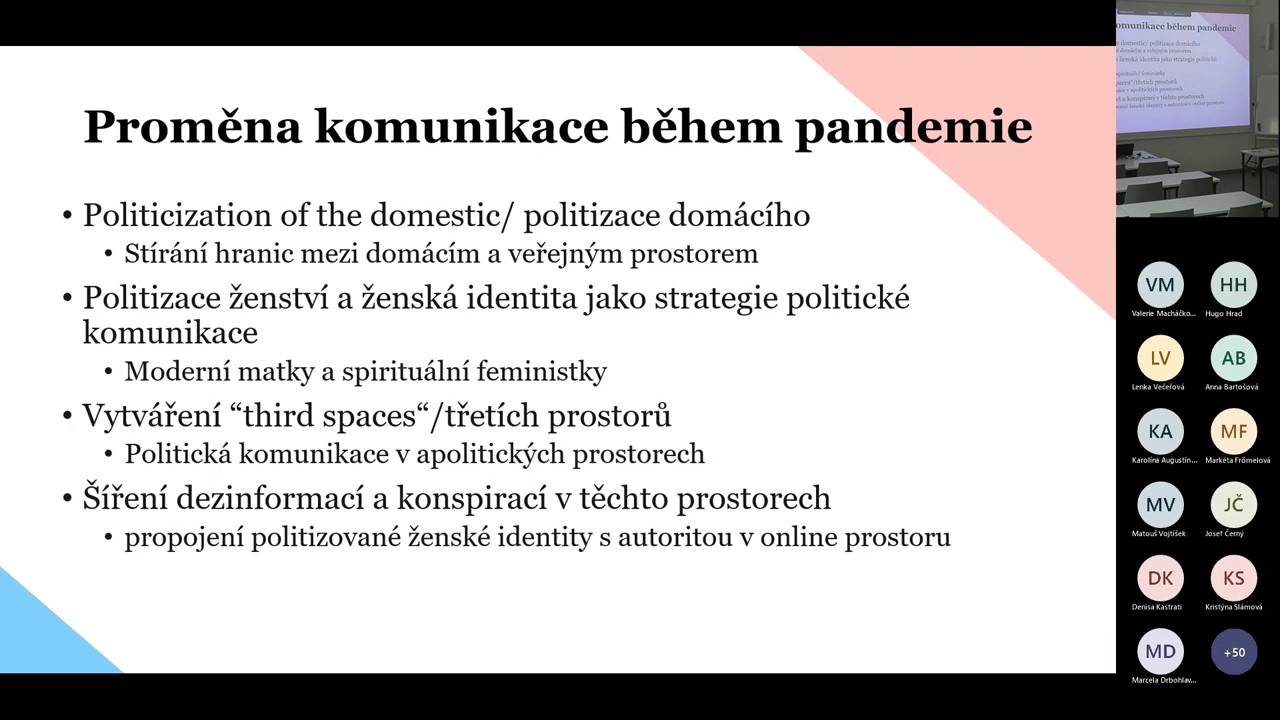 Proměna komunikace během pandemie
• Politicization of the domestic/ politizace domácího
• Stírání hranic mezi domácím a veřejným prostorem
• Politizace ženství a ženská identita jako strategie politické
komunikace
• Moderní matky a spirituální feministky
• Vytváření “third spaces“/třetích prostorů
• Politická komunikace v apolitických prostorech
• Šíření dezinformací a konspirací v těchto prostorech
• propojení politizované ženské identity s autoritou v online prostoru
omunikace během pandemie
VM HH
Valerie Macháčko... Hugo Hrad
LV AB
Lenka Večeřová Anna Bartošová
KA MF
Karolína Augustin... Markéta Frömelová
MV JČ
Matouš Vojtíšek Josef Černý
DK KS
Denisa Kastrati Kristýna Slámová
MD +50
Marcela Drbohlav...